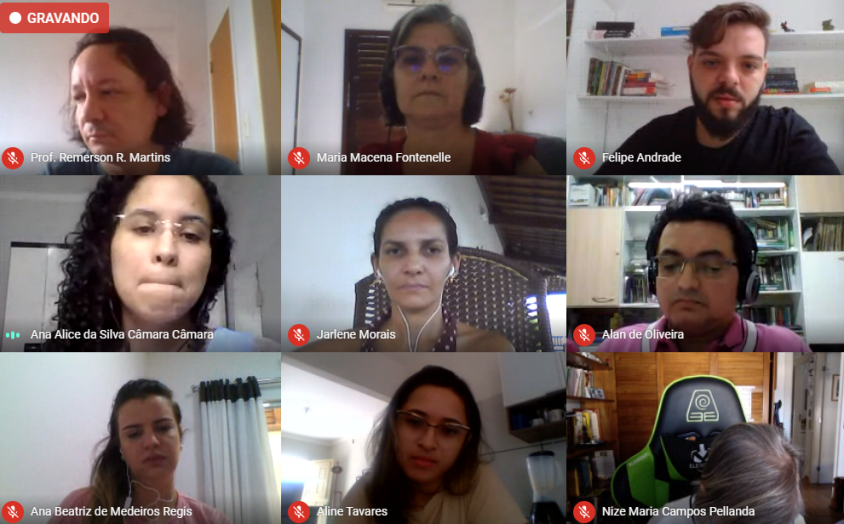 GRAVANDO
Prof. Remerson R. Martins
Maria Macena Fontenelle
Felipe Andrade
Ana Alice da Silva Câmara Câmara
Jarlene Morais
Alan de Oliveira
Ana Beatriz de Medeiros Regis
Aline Tavares
Nize Maria Campos Pellanda